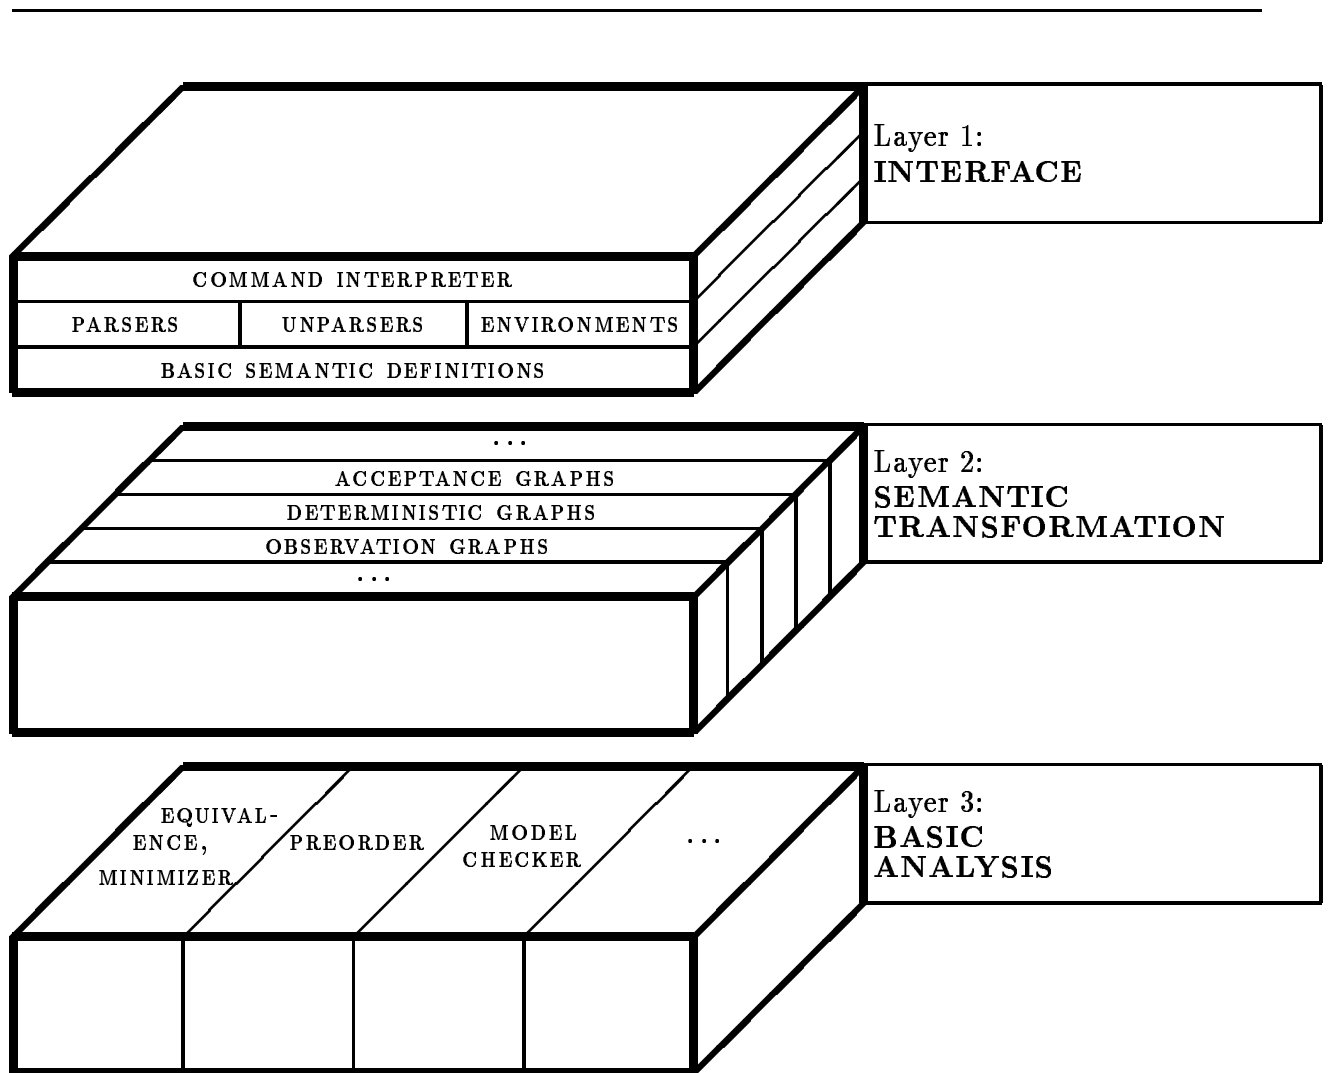 Layer 1:
INTERFACE
COMMAND INTERPRETER
PARSERS UNPARSERS ENVIRONMENTS
BASIC SEMANTIC DEFINITIONS
...
ACCEPTANCE GRAPHS
DETERMINISTIC GRAPHS
OBSERVATION GRAPHS
...
Layer 2:
SEMANTIC
TRANSFORMATION
EQUIVAL-
ENCE,
MINIMIZER
PREORDER
MODEL
CHECKER
...
Layer 3:
BASIC
ANALYSIS